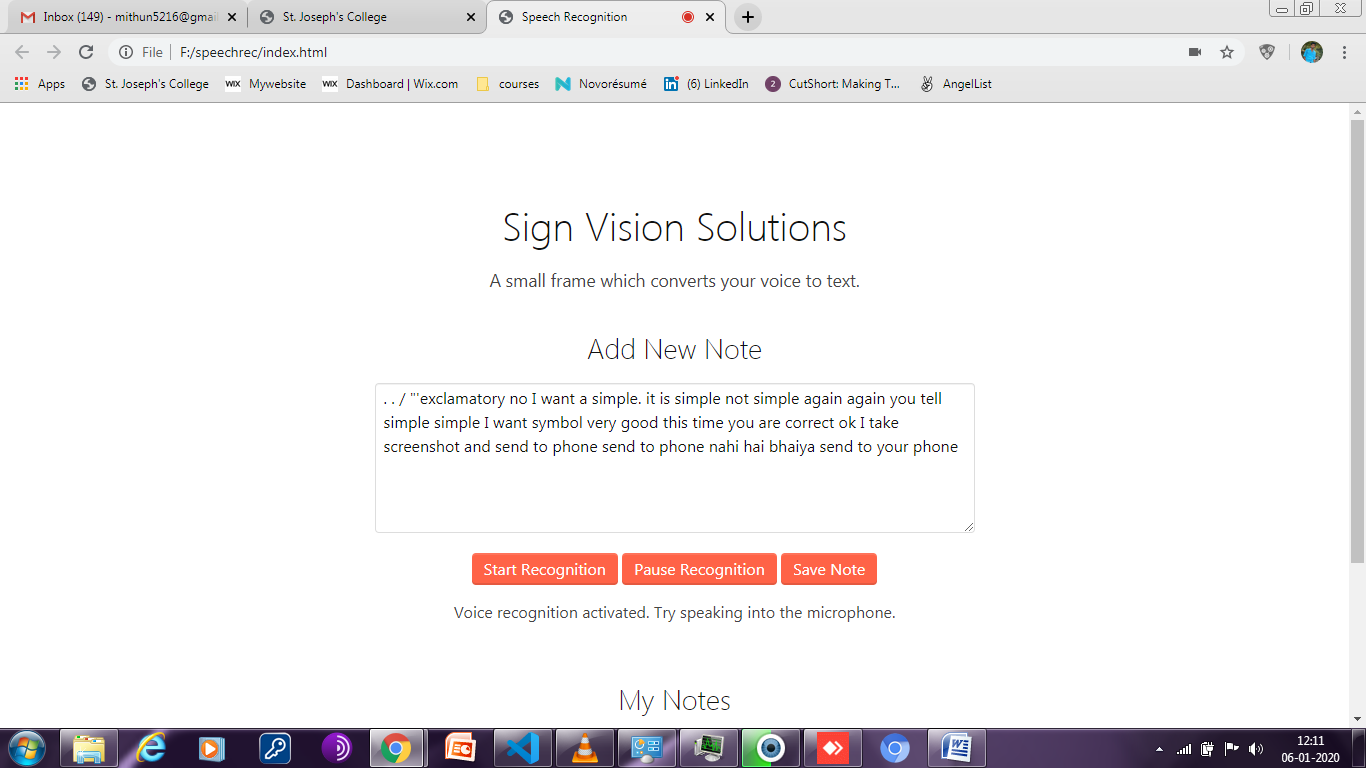 Inbox (149) - mithun5216@gmai
St. Joseph's College
Speech Recognition
File
F:/speechrec/index.html
Apps
St. Joseph's College
WIX Mywebsite
WIX Dashboard | Wix.com
courses
Novorésumé
(6) LinkedIn
2 CutShort: Making T...
AngelList
Sign Vision Solutions
A small frame which converts your voice to text.
Add New Note
. . / "'exclamatory no I want a simple. it is simple not simple again again you tell
simple simple I want symbol very good this time you are correct ok I take
screenshot and send to phone send to phone nahi hai bhaiya send to your phone
Start Recognition
Pause Recognition
Save Note
Voice recognition activated. Try speaking into the microphone.
My Notes
12:11
06-01-2020